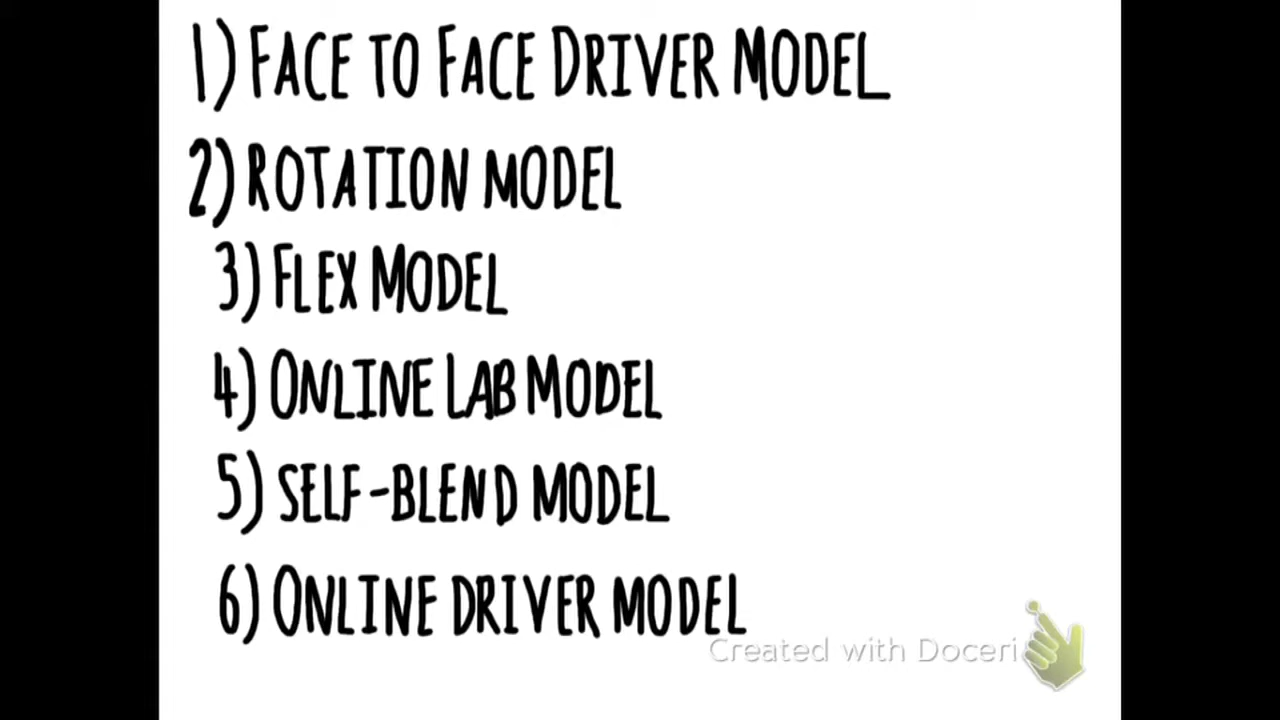 1) FACE TO FACE DRIVER MODEL
2) ROTATION MODEL
3) FLEX MODEL
4) ONLINE LAB MODEL
5) SELF-BLEND MODEL
6) ONLINE DRIVER MODEL
Created with Doceri